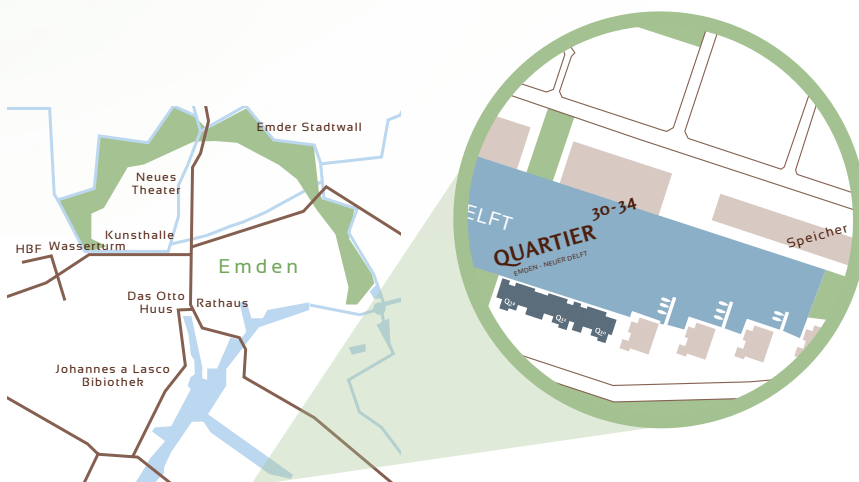 Emder Stadtwall
Neues
Theater
Kunsthalle
HBF Wasserturm
Emden
Das Otto
Huus
Rathaus
Johannes a Lasco
Bibiothek
ELFT
QUARTIER
30-34
EMDEN - NEUER DELFT
Speicher